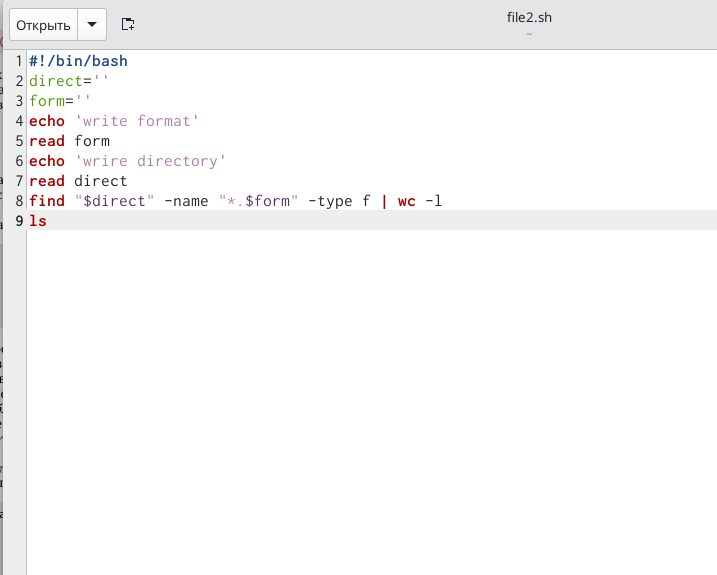 Открыть
file2.sh
~
1 #!/bin/bash
2 direct=''
3 form=''
4 echo 'write format'
5 read form
6 echo 'wrire directory'
7 read direct
8 find "$direct" -name "*.$form" -type f | wc -l
9 ls